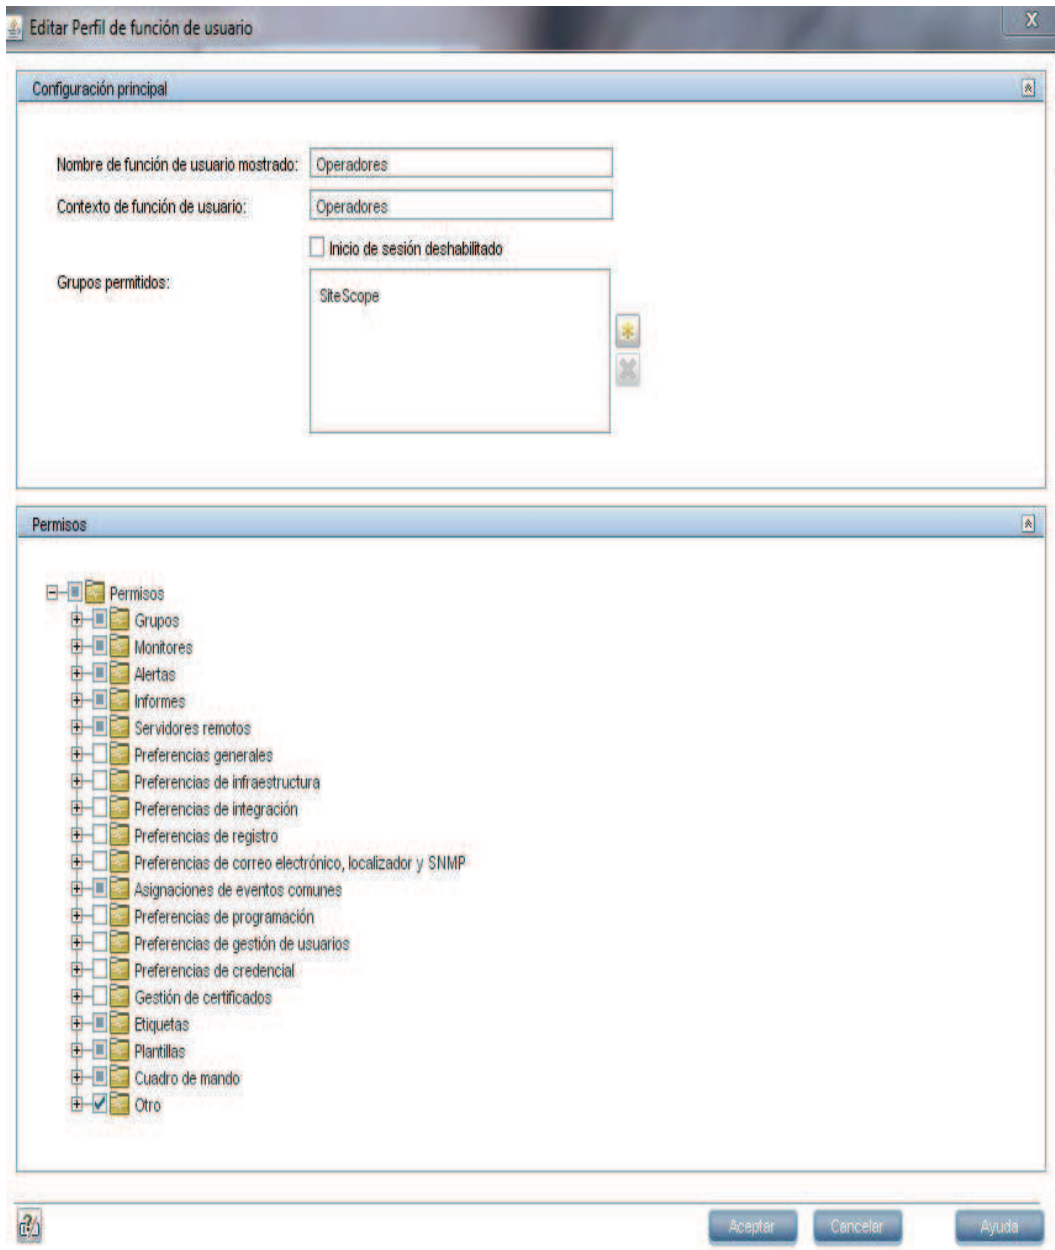 Editar Perfil de función de usuario
X
Configuración principal
Nombre de función de usuario mostrado:
Operadores
Contexto de función de usuario:
Operadores
Inicio de sesión deshabilitado
Grupos permitidos:
SiteScope
Permisos
Permisos
Grupos
Monitores
Alertas
Informes
Servidores remotos
Preferencias generales
Preferencias de infraestructura
Preferencias de integración
Preferencias de registro
Preferencias de correo electrónico, localizador y SNMP
Asignaciones de eventos comunes
Preferencias de programación
Preferencias de gestión de usuarios
Preferencias de credencial
Gestión de certificados
Etiquetas
Plantillas
Cuadro de mando
Otro
Aceptar
Cancelar
Ayuda